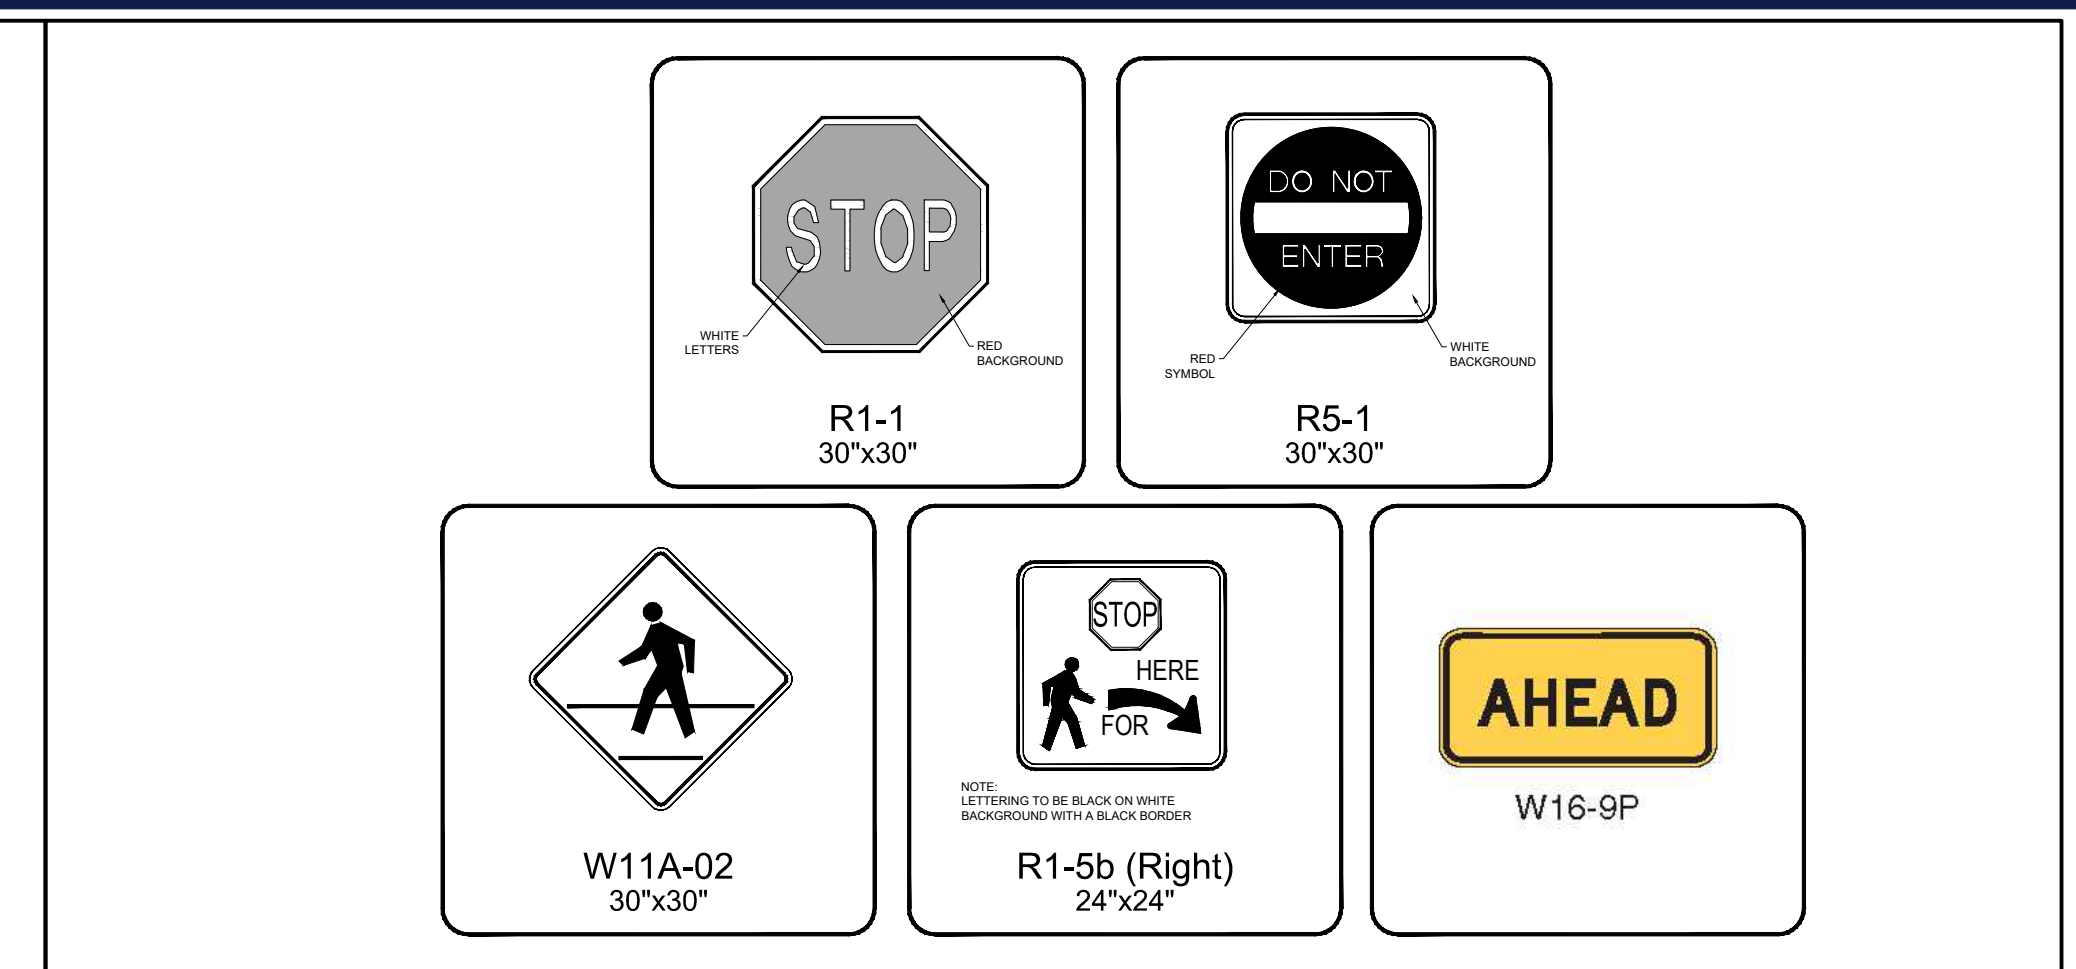 STOP
WHITE
LETTERS
RED
BACKGROUND
R1-1
30"x30"
DO NOT
ENTER
RED
SYMBOL
WHITE
BACKGROUND
R5-1
30"x30"
W11A-02
30"x30"
STOP
HERE
FOR
NOTE:
LETTERING TO BE BLACK ON WHITE
BACKGROUND WITH A BLACK BORDER
R1-5b (Right)
24"x24"
AHEAD
W16-9P